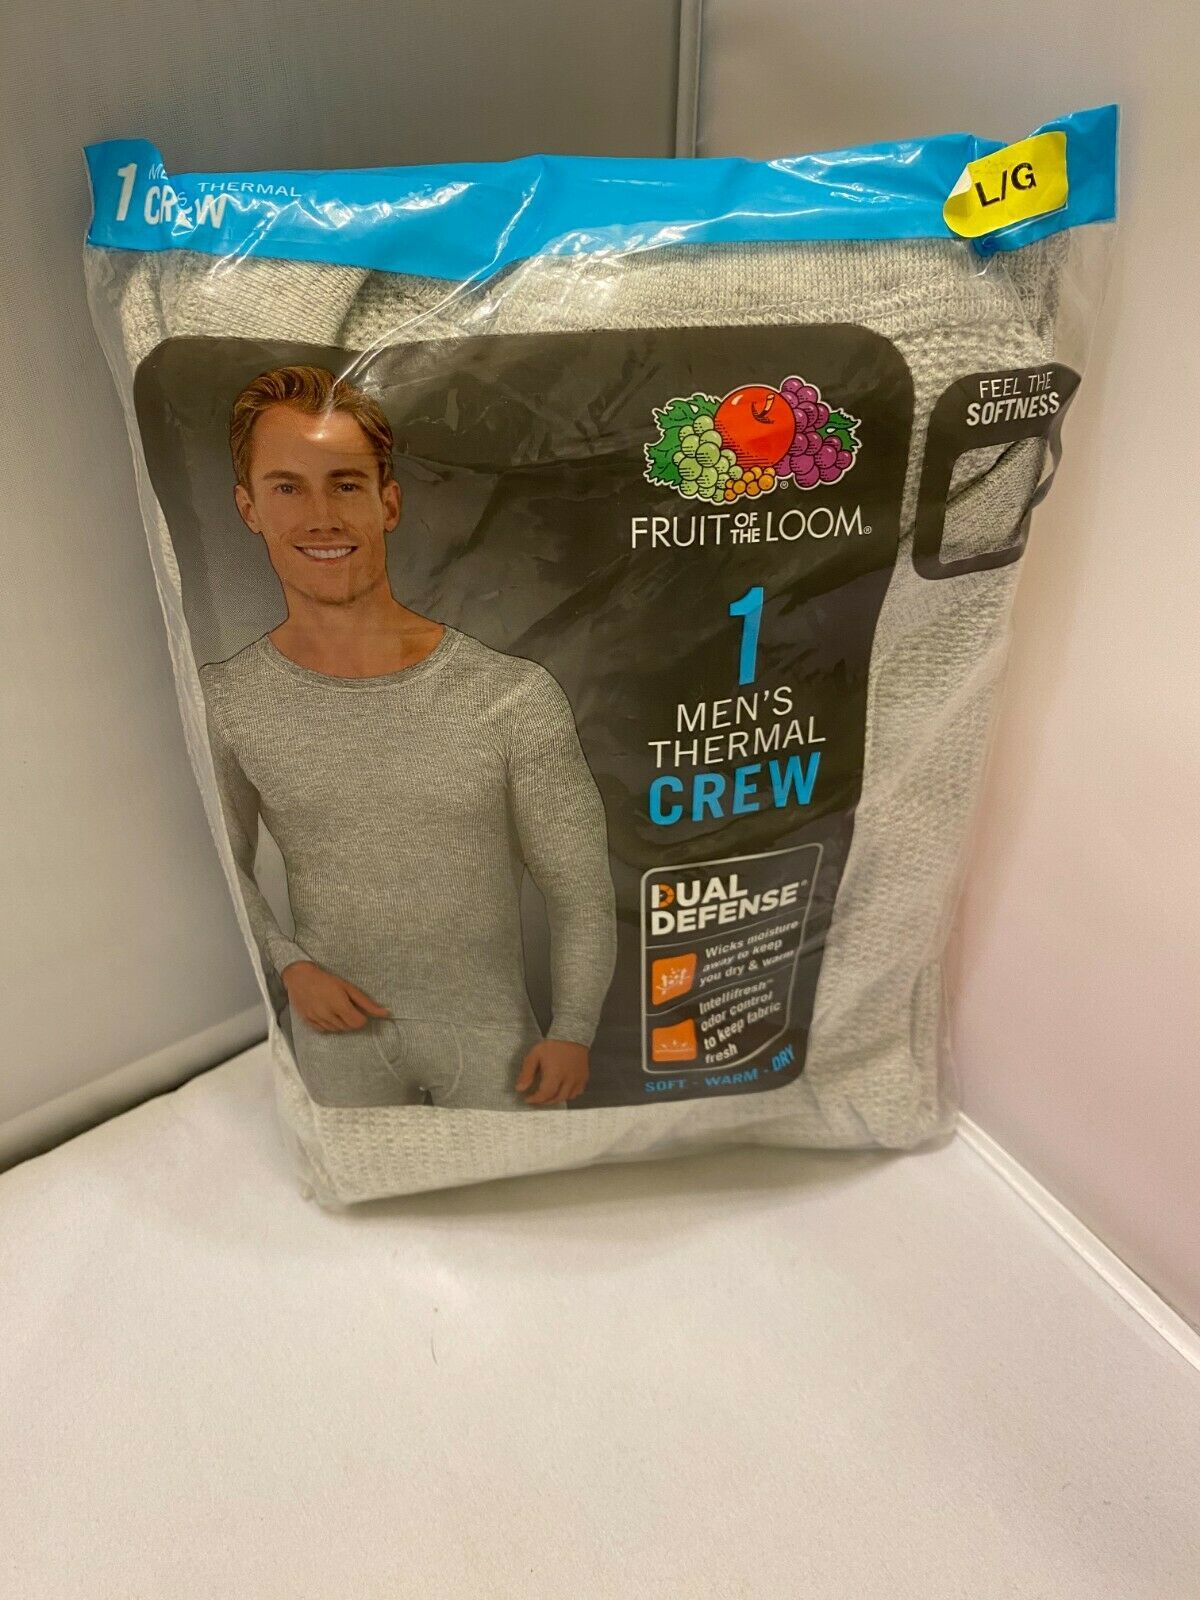 1 THERMAL
CREW
L/G
FEEL THE
SOFTNESS
FRUIT OF THE LOOM®
1
MEN'S
THERMAL
CREW
DUAL
DEFENSE®
Wicks moisture
away to keep
you dry & warm
Intellifresh™
odor control
to keep fabric
fresh
SOFT - WARM - DRY